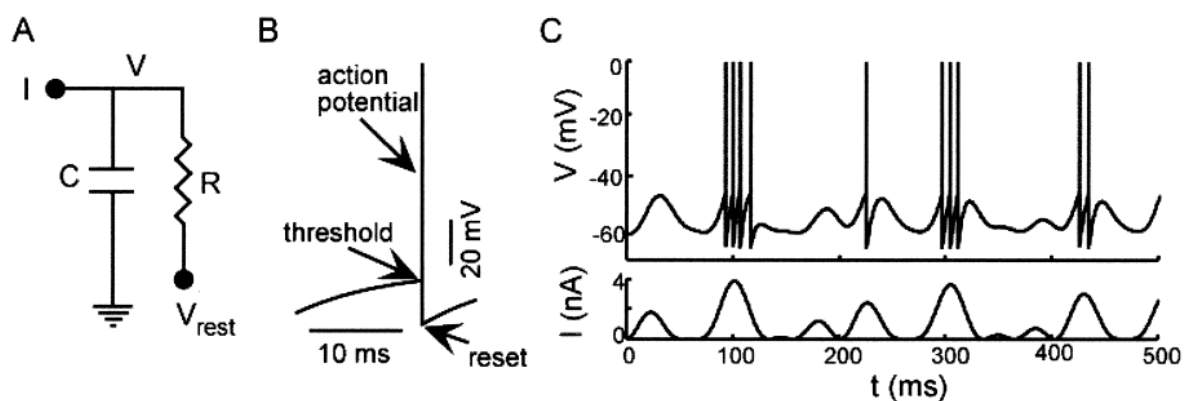 A
I
V
C
R
V_rest
B
action
potential
threshold
20 mV
10 ms
reset
C
V (mV)
0
-20
-40
-60
I (nA)
4
0
0 100 200 300 400 500
t (ms)